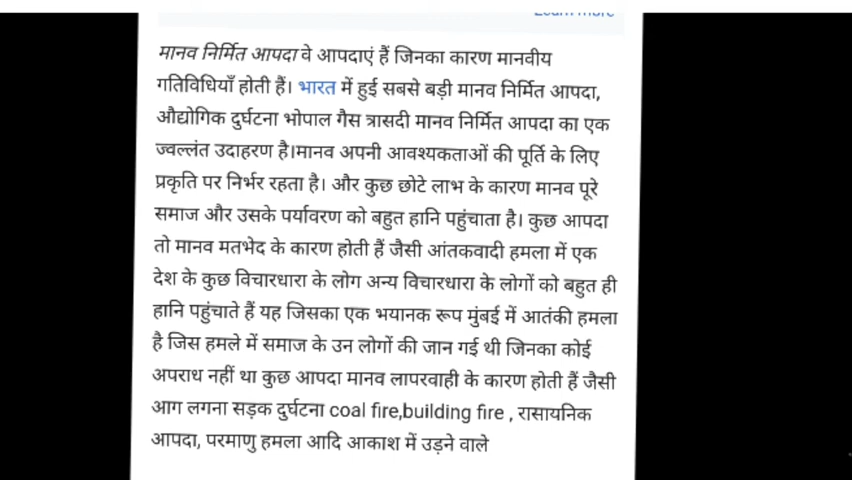 Learn more
मानव निर्मित आपदा वे आपदाएं हैं जिनका कारण मानवीय
गतिविधियाँ होती हैं। भारत में हुई सबसे बड़ी मानव निर्मित आपदा,
औद्योगिक दुर्घटना भोपाल गैस त्रासदी मानव निर्मित आपदा का एक
ज्वल्लंत उदाहरण है।मानव अपनी आवश्यकताओं की पूर्ति के लिए
प्रकृति पर निर्भर रहता है। और कुछ छोटे लाभ के कारण मानव पूरे
समाज और उसके पर्यावरण को बहुत हानि पहुंचाता है। कुछ आपदा
तो मानव मतभेद के कारण होती हैं जैसी आंतकवादी हमला में एक
देश के कुछ विचारधारा के लोग अन्य विचारधारा के लोगों को बहुत ही
हानि पहुंचाते हैं यह जिसका एक भयानक रूप मुंबई में आतंकी हमला
है जिस हमले में समाज के उन लोगों की जान गई थी जिनका कोई
अपराध नहीं था कुछ आपदा मानव लापरवाही के कारण होती हैं जैसी
आग लगना सड़क दुर्घटना coal fire,building fire , रासायनिक
आपदा, परमाणु हमला आदि आकाश में उड़ने वाले